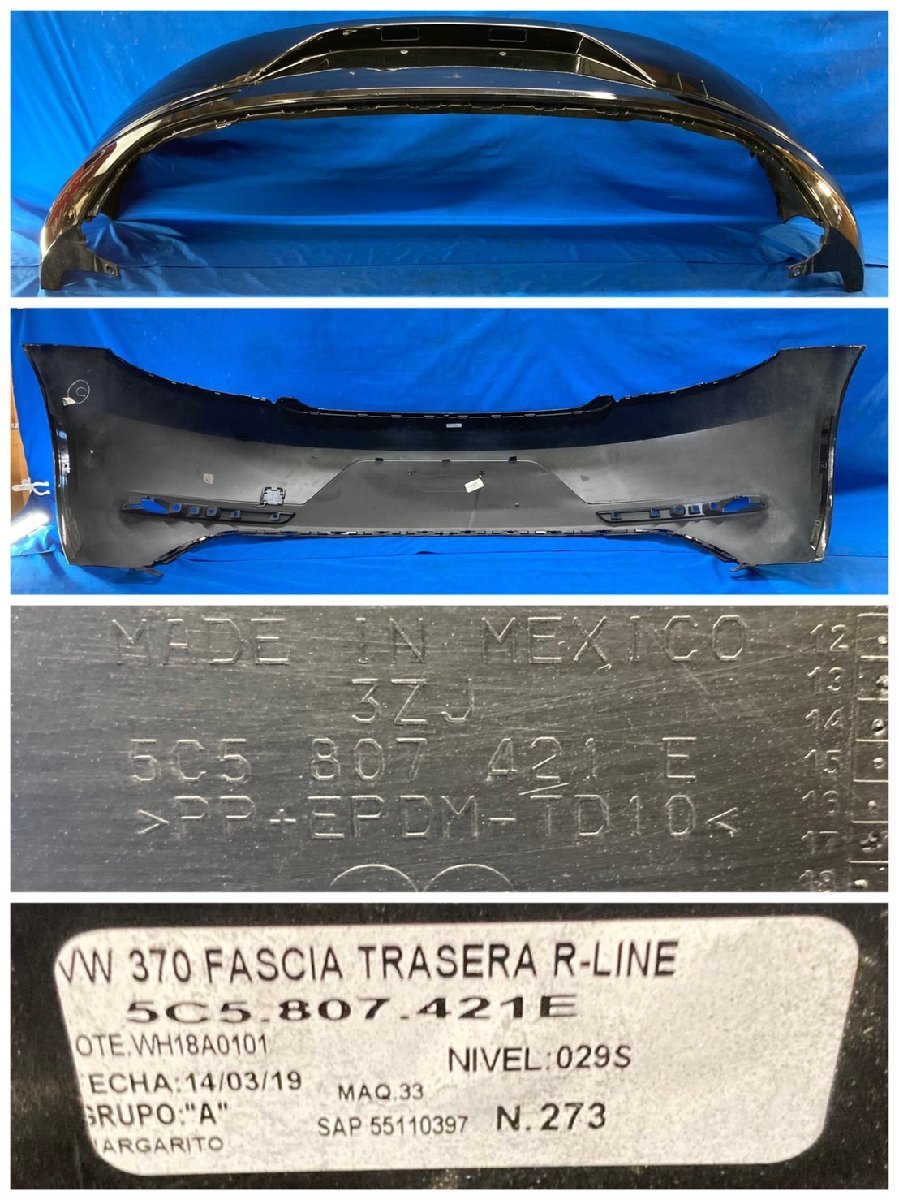 MADE IN MEXICO
3ZJ
5C5 807 421 E
>PP+EPDM-TD10<
12
13
14
15
16
17
18
VW 370 FASCIA TRASERA R-LINE
5C5.807.421E
OTE.WH18A0101
NIVEL:029S
ECHA:14/03/19
MAQ.33
GRUPO:"A"
SAP 55110397
N.273
ARGARITO